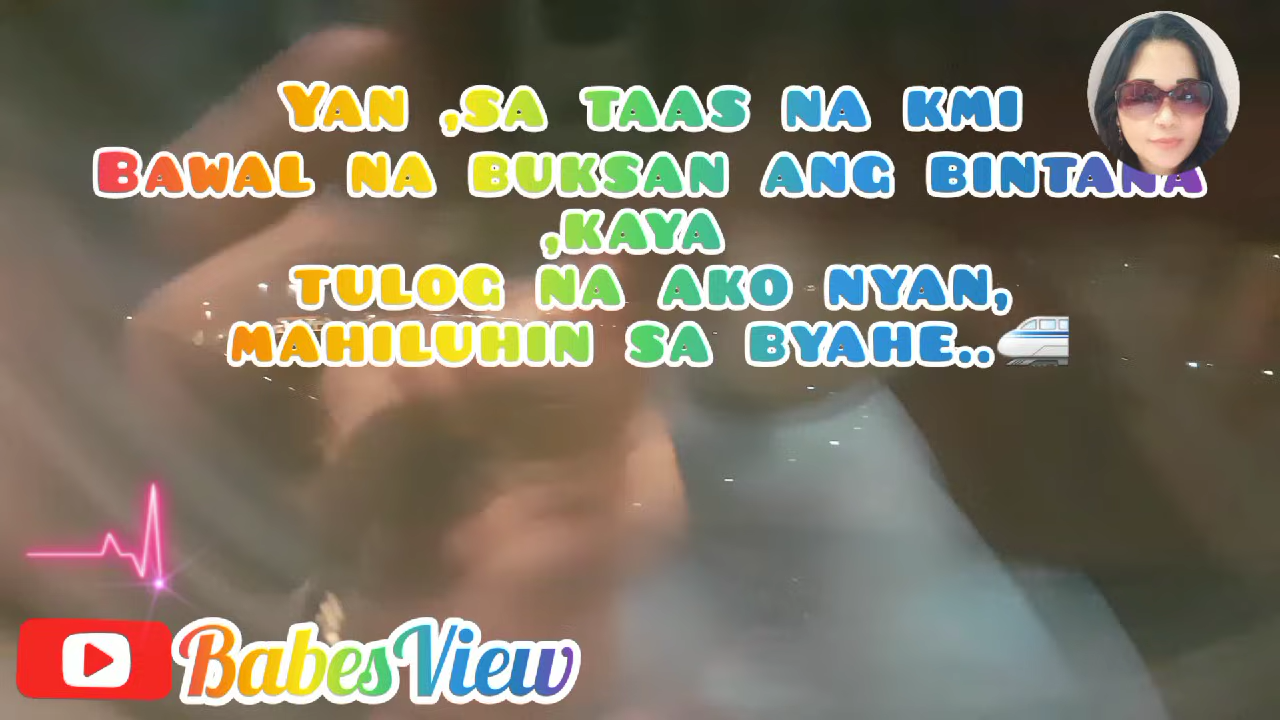 Yan ,sa taas na kmi
Bawal na buksan ang bintana
,kaya
tulog na ako nyan,
mahiluhin sa byahe..🚄
BabesView